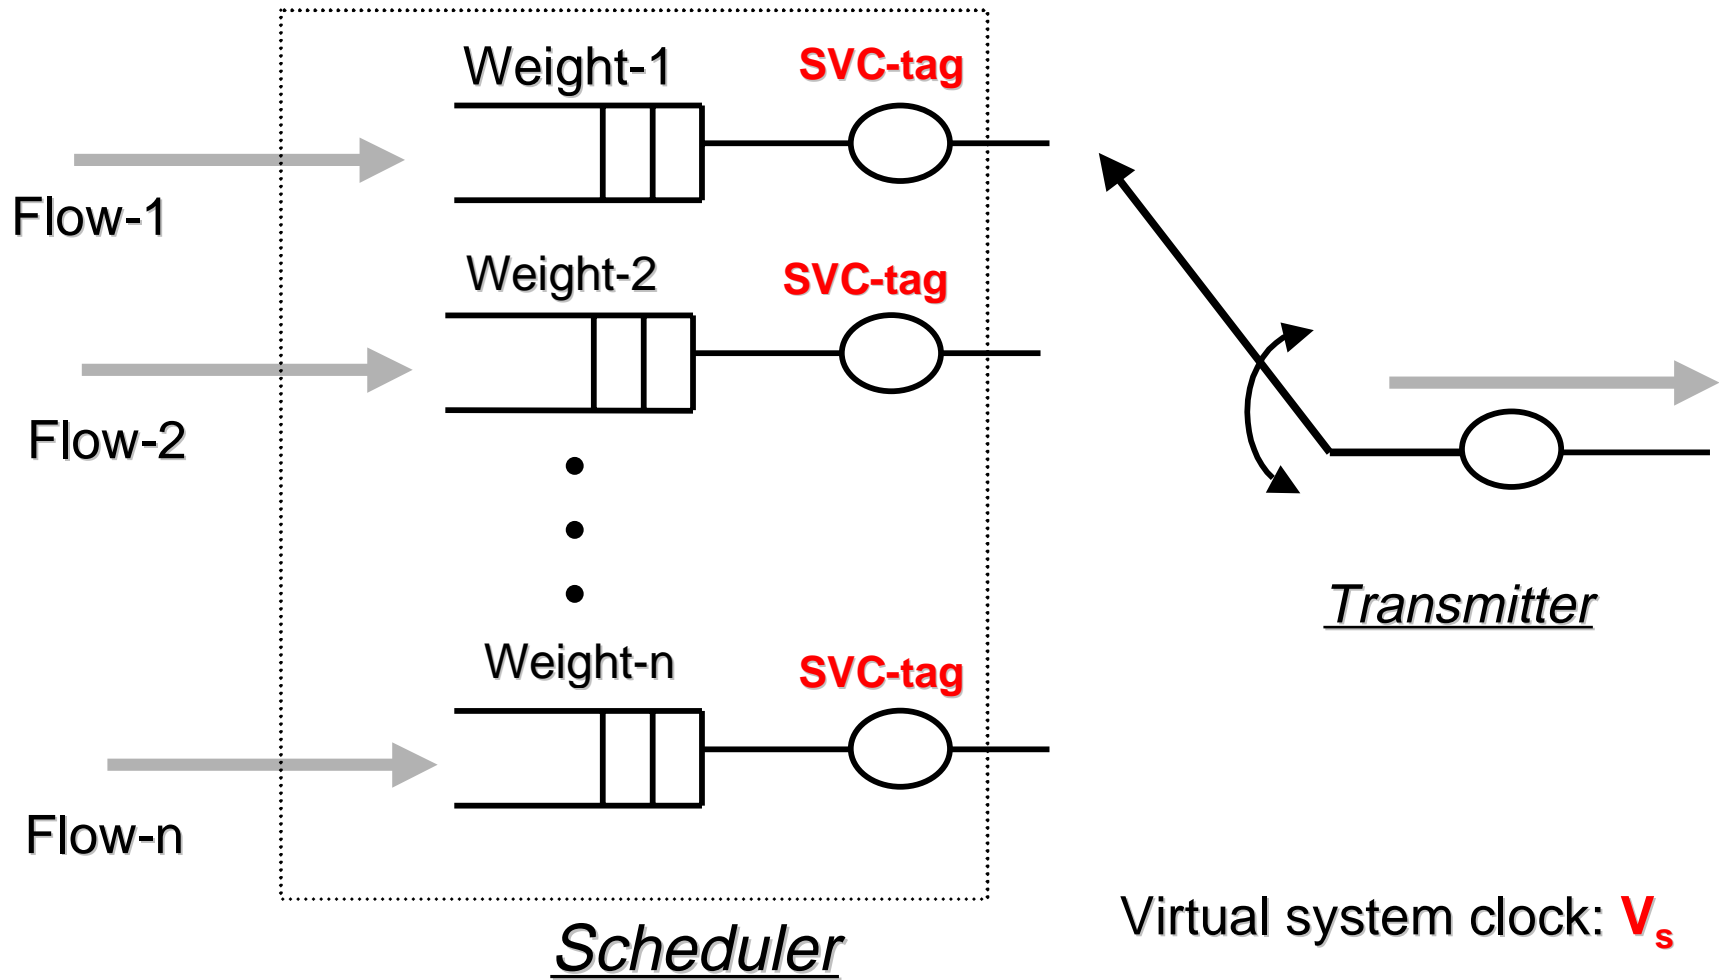 Weight-1
SVC-tag
Flow-1
Weight-2
SVC-tag
Flow-2
Transmitter
Weight-n
SVC-tag
Flow-n
Virtual system clock: Vs
Scheduler